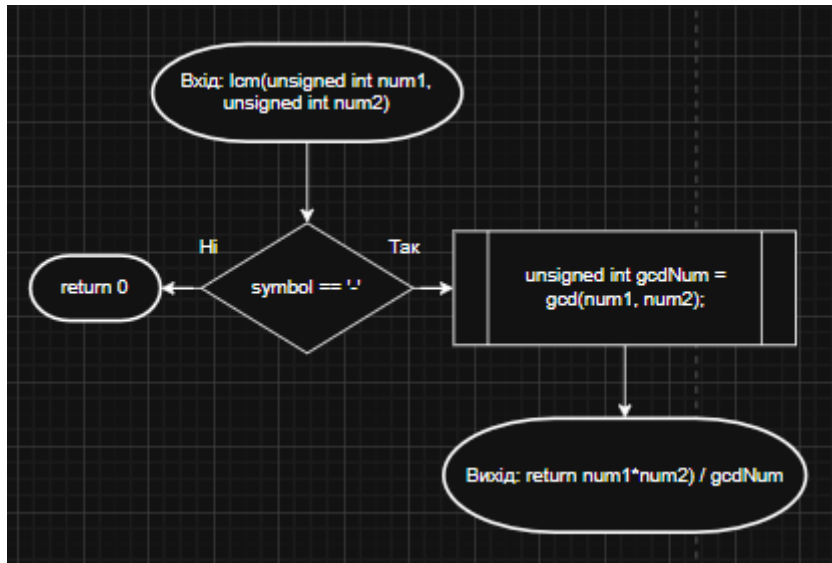 Вхід: lcm(unsigned int num1,
unsigned int num2)
Ні
Так
return 0
symbol == '-'
unsigned int gcdNum =
gcd(num1, num2);
Вихід: return num1*num2) / gcdNum